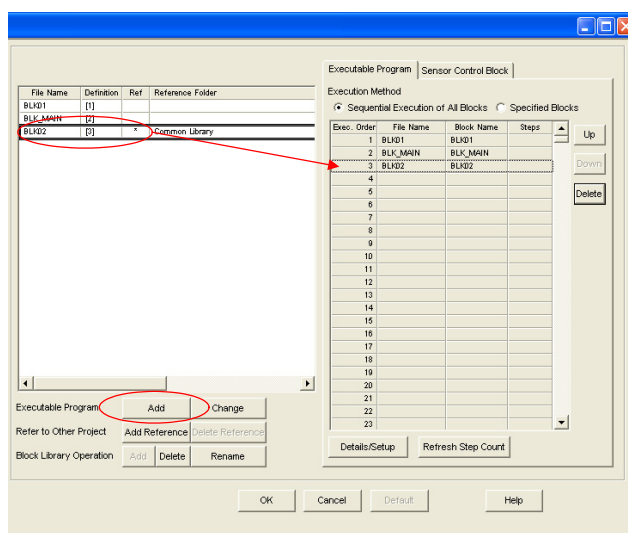 Executable Program Sensor Control Block
Execution Method
Sequential Execution of All Blocks Specified Blocks
File Name Definition Ref Reference Folder
BLK01 [1]
BLK_MAIN [2]
BLK02 [3] * Common Library
Exec. Order File Name Block Name Steps
1 BLK01 BLK01
2 BLK_MAIN BLK_MAIN
3 BLK02 BLK02
4
5
6
7
8
9
10
11
12
13
14
15
16
17
18
19
20
21
22
23
Up
Down
Delete
Executable Program Add Change
Refer to Other Project Add Reference Delete Reference
Block Library Operation Add Delete Rename
Details/Setup Refresh Step Count
OK Cancel Default Help